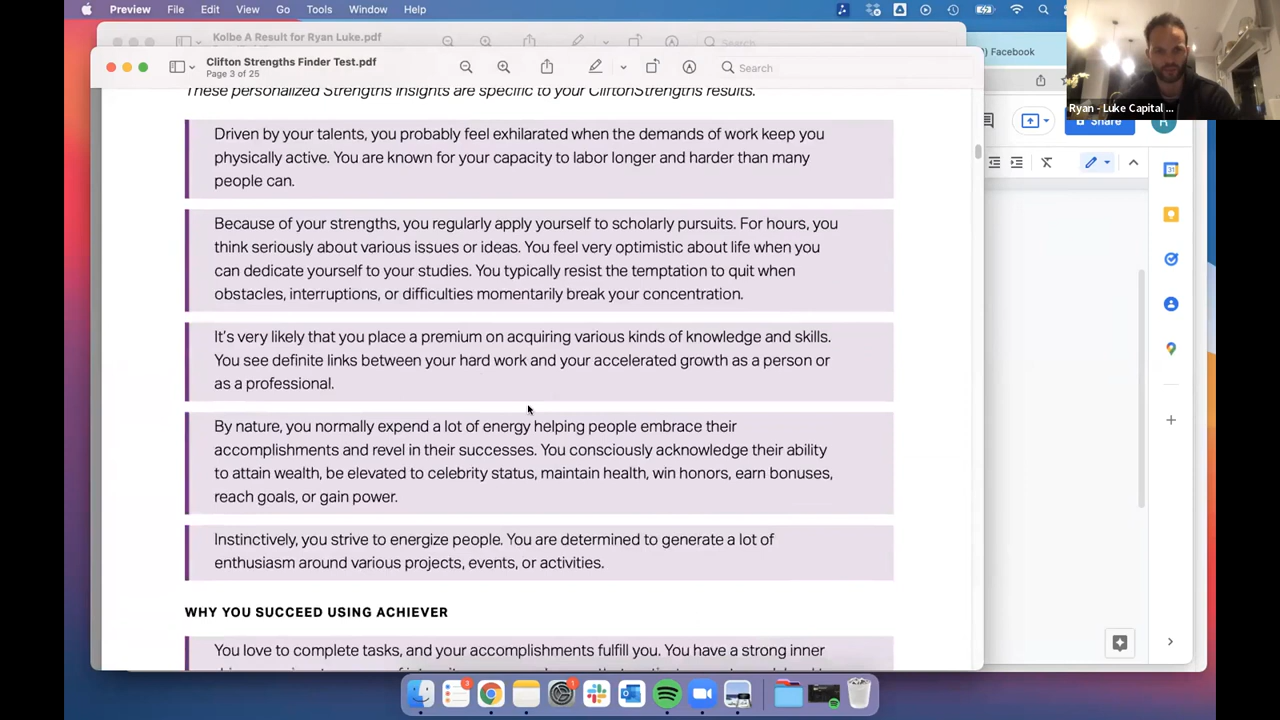 Preview File Edit View Go Tools Window Help
Kolbe A Result for Ryan Luke.pdf
Search
Clifton Strengths Finder Test.pdf
Page 3 of 25
Search
) Facebook
Ryan - Luke Capital ...
Share
31
These personalized Strengths Insights are specific to your CliftonStrengths results.
Driven by your talents, you probably feel exhilarated when the demands of work keep you
physically active. You are known for your capacity to labor longer and harder than many
people can.
Because of your strengths, you regularly apply yourself to scholarly pursuits. For hours, you
think seriously about various issues or ideas. You feel very optimistic about life when you
can dedicate yourself to your studies. You typically resist the temptation to quit when
obstacles, interruptions, or difficulties momentarily break your concentration.
It's very likely that you place a premium on acquiring various kinds of knowledge and skills.
You see definite links between your hard work and your accelerated growth as a person or
as a professional.
By nature, you normally expend a lot of energy helping people embrace their
accomplishments and revel in their successes. You consciously acknowledge their ability
to attain wealth, be elevated to celebrity status, maintain health, win honors, earn bonuses,
reach goals, or gain power.
Instinctively, you strive to energize people. You are determined to generate a lot of
enthusiasm around various projects, events, or activities.
WHY YOU SUCCEED USING ACHIEVER
You love to complete tasks, and your accomplishments fulfill you. You have a strong inner
3
1